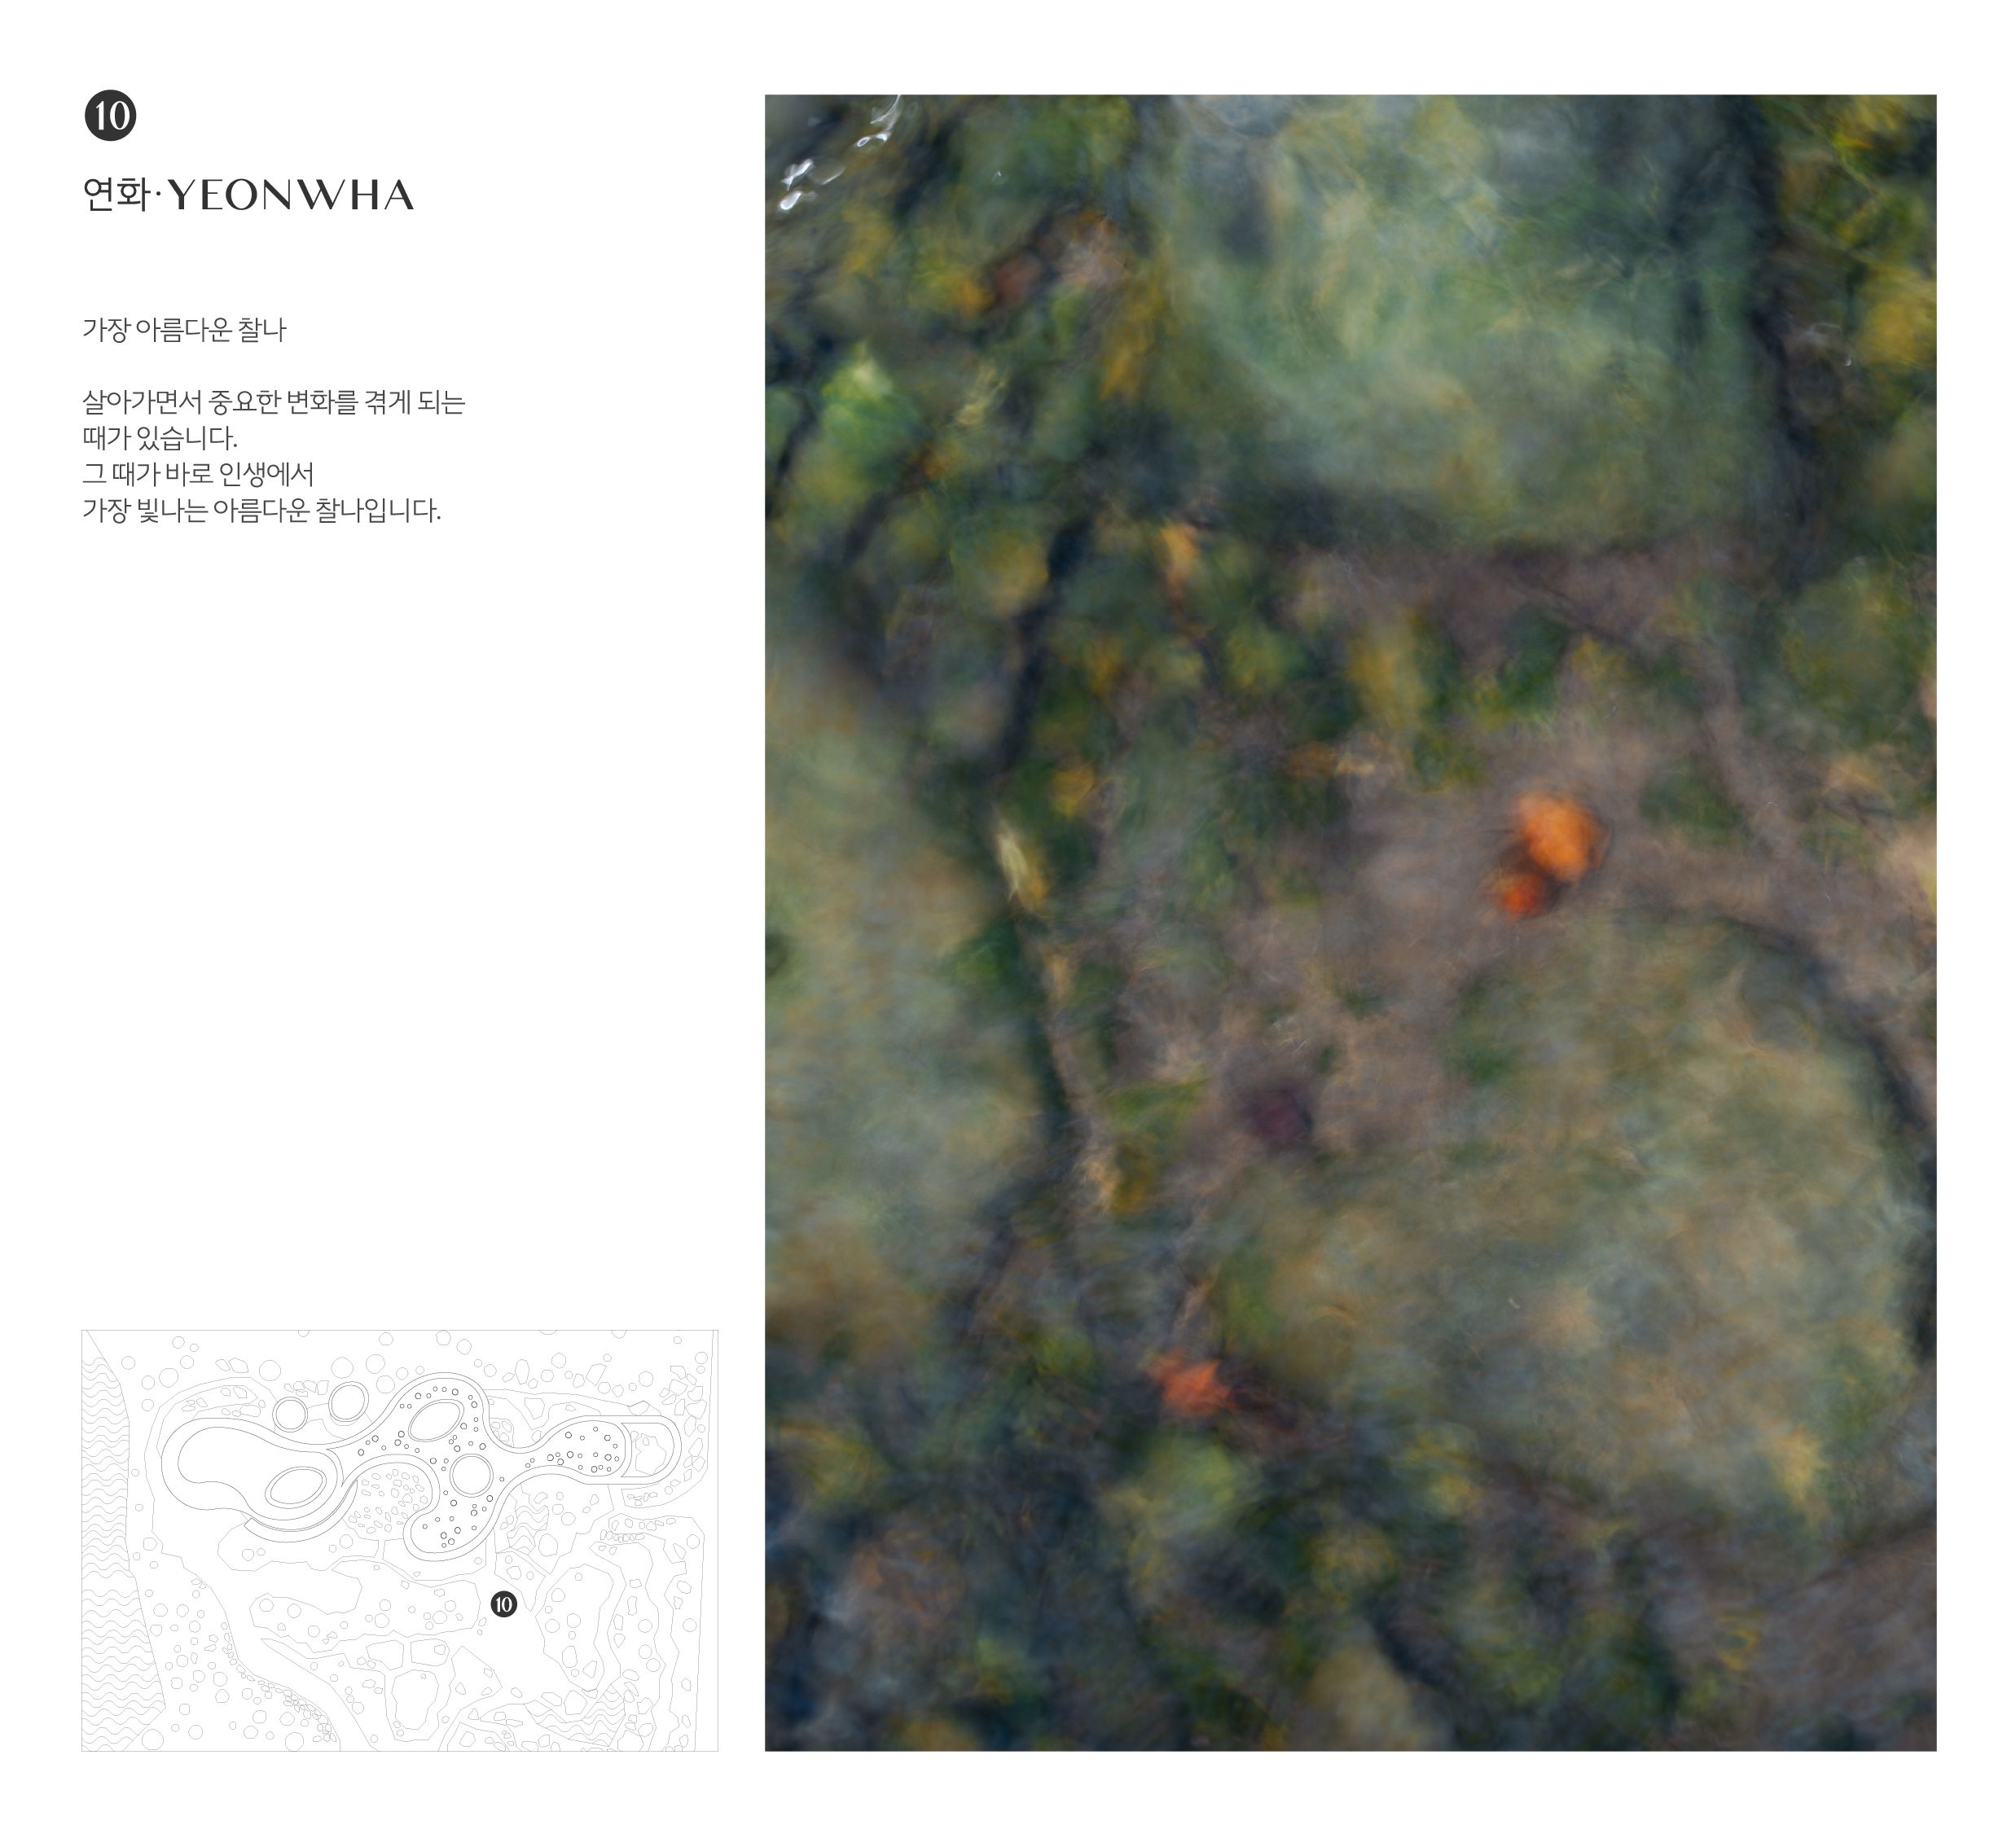 10
연화·YEONWHA
가장 아름다운 찰나
살아가면서 중요한 변화를 겪게 되는
때가 있습니다.
그 때가 바로 인생에서
가장 빛나는 아름다운 찰나입니다.
10